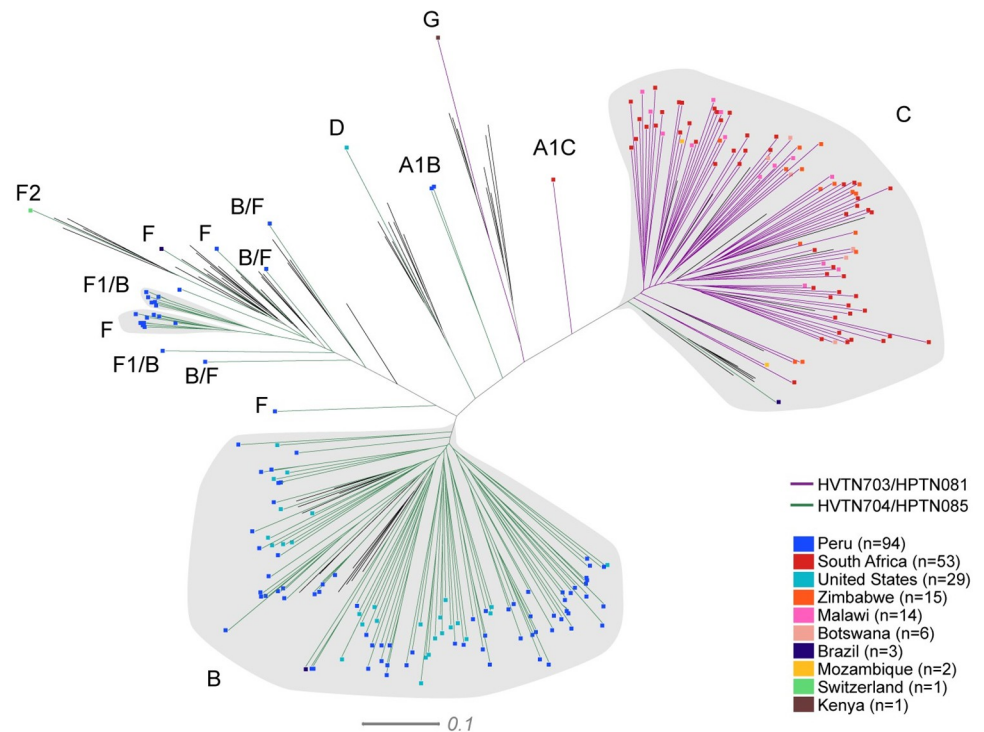 G
C
D
A1C
A1B
F2
B/F
F
F
B/F
F1/B
F
F1/B
B/F
F
B
0.1
HVTN703/HPTN081
HVTN704/HPTN085
Peru (n=94)
South Africa (n=53)
United States (n=29)
Zimbabwe (n=15)
Malawi (n=14)
Botswana (n=6)
Brazil (n=3)
Mozambique (n=2)
Switzerland (n=1)
Kenya (n=1)